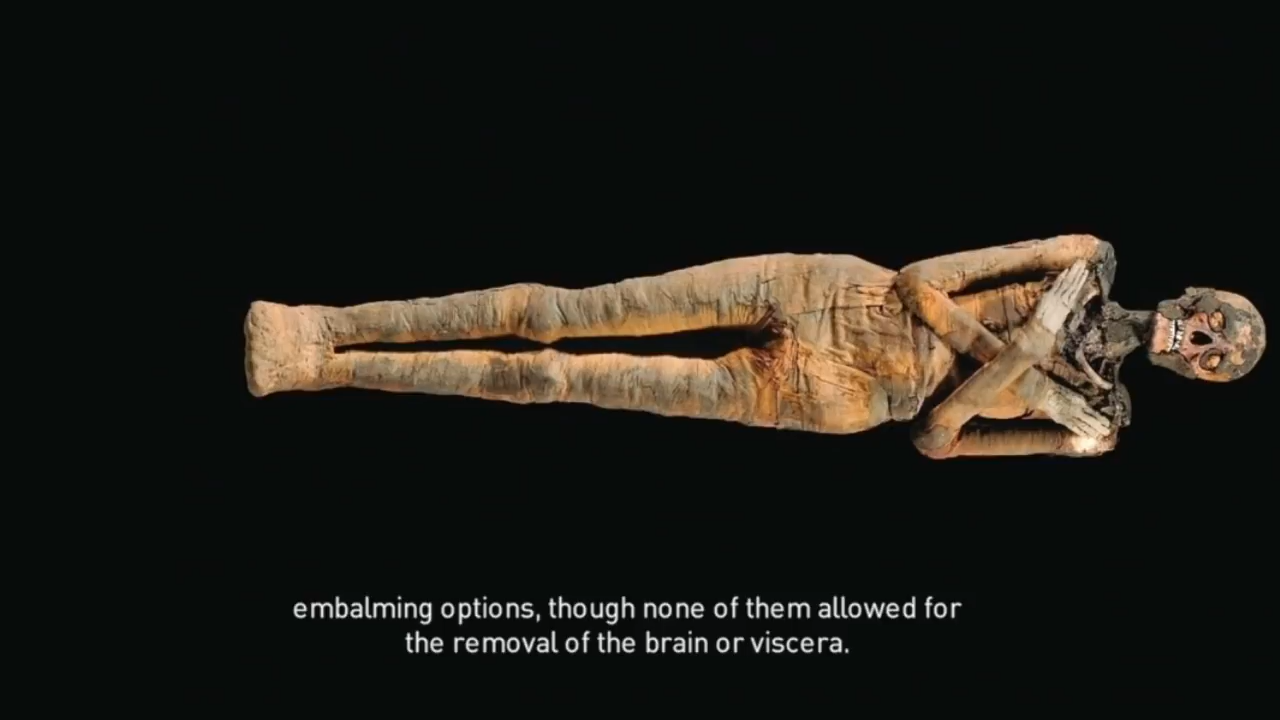 embalming options, though none of them allowed for
the removal of the brain or viscera.